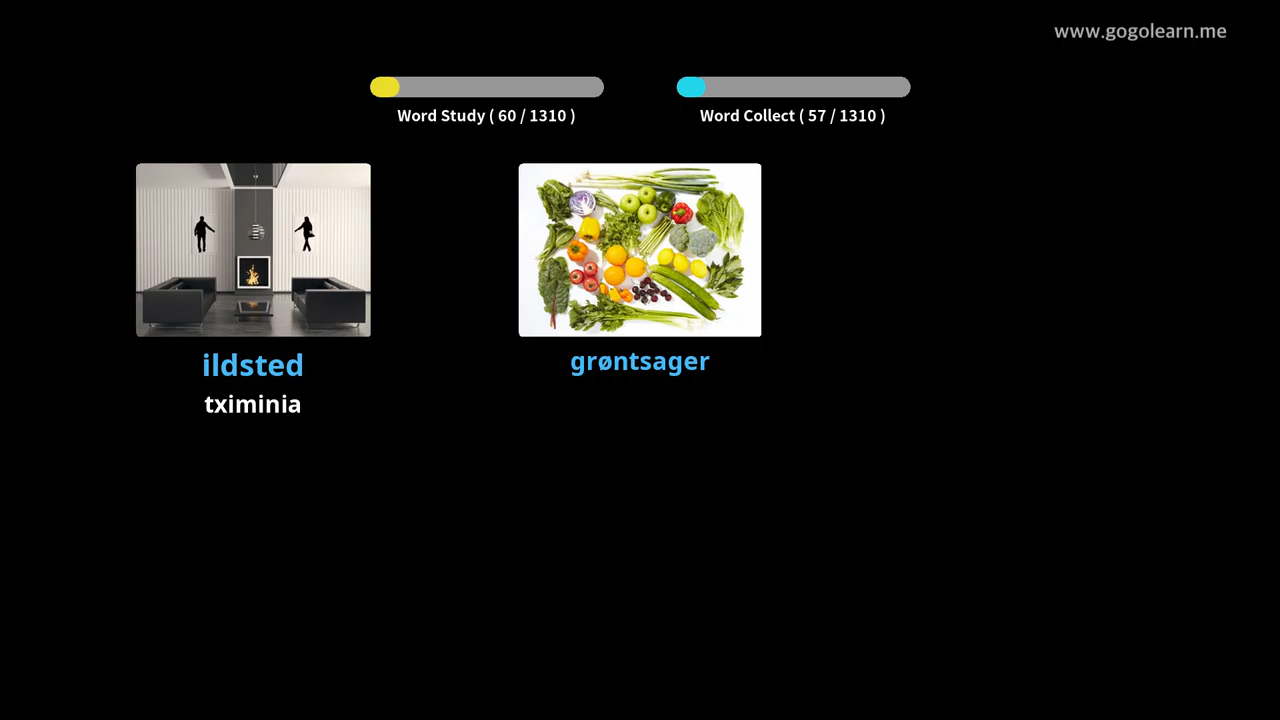 www.gogolearn.me
Word Study ( 60 / 1310 )
Word Collect ( 57 / 1310 )
ildsted
tximinia
grøntsager